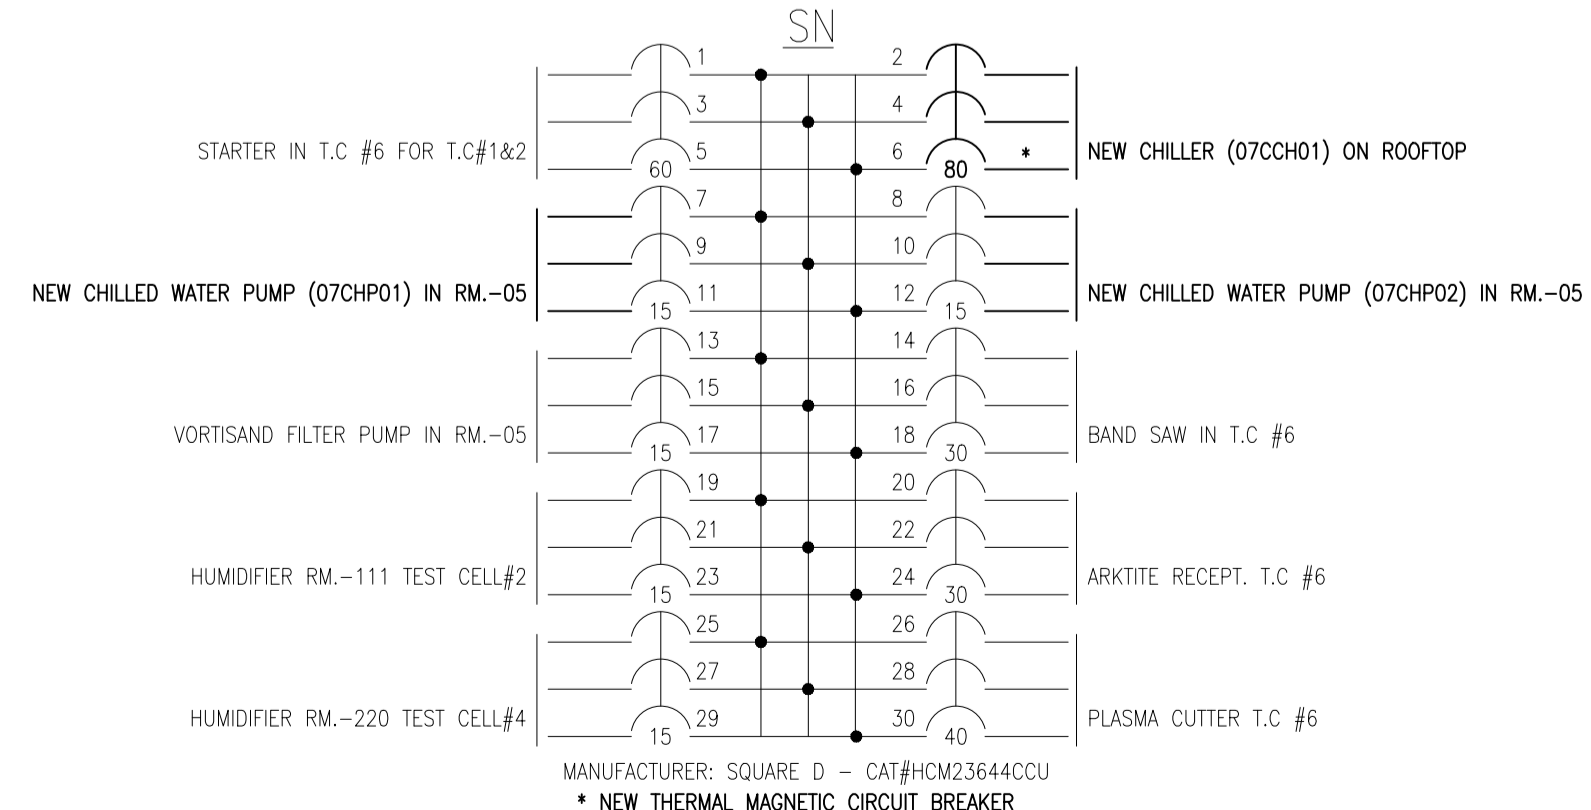 SN
1 2
3 4
STARTER IN T.C #6 FOR T.C#1&2 60 5 6 80 * NEW CHILLER (07CCH01) ON ROOFTOP
7 8
9 10
NEW CHILLED WATER PUMP (07CHP01) IN RM.-05 15 11 12 15 NEW CHILLED WATER PUMP (07CHP02) IN RM.-05
13 14
15 16
VORTISAND FILTER PUMP IN RM.-05 15 17 18 30 BAND SAW IN T.C #6
19 20
21 22
HUMIDIFIER RM.-111 TEST CELL#2 15 23 24 30 ARKTITE RECEPT. T.C #6
25 26
27 28
HUMIDIFIER RM.-220 TEST CELL#4 15 29 30 40 PLASMA CUTTER T.C #6
MANUFACTURER: SQUARE D - CAT#HCM23644CCU
* NEW THERMAL MAGNETIC CIRCUIT BREAKER